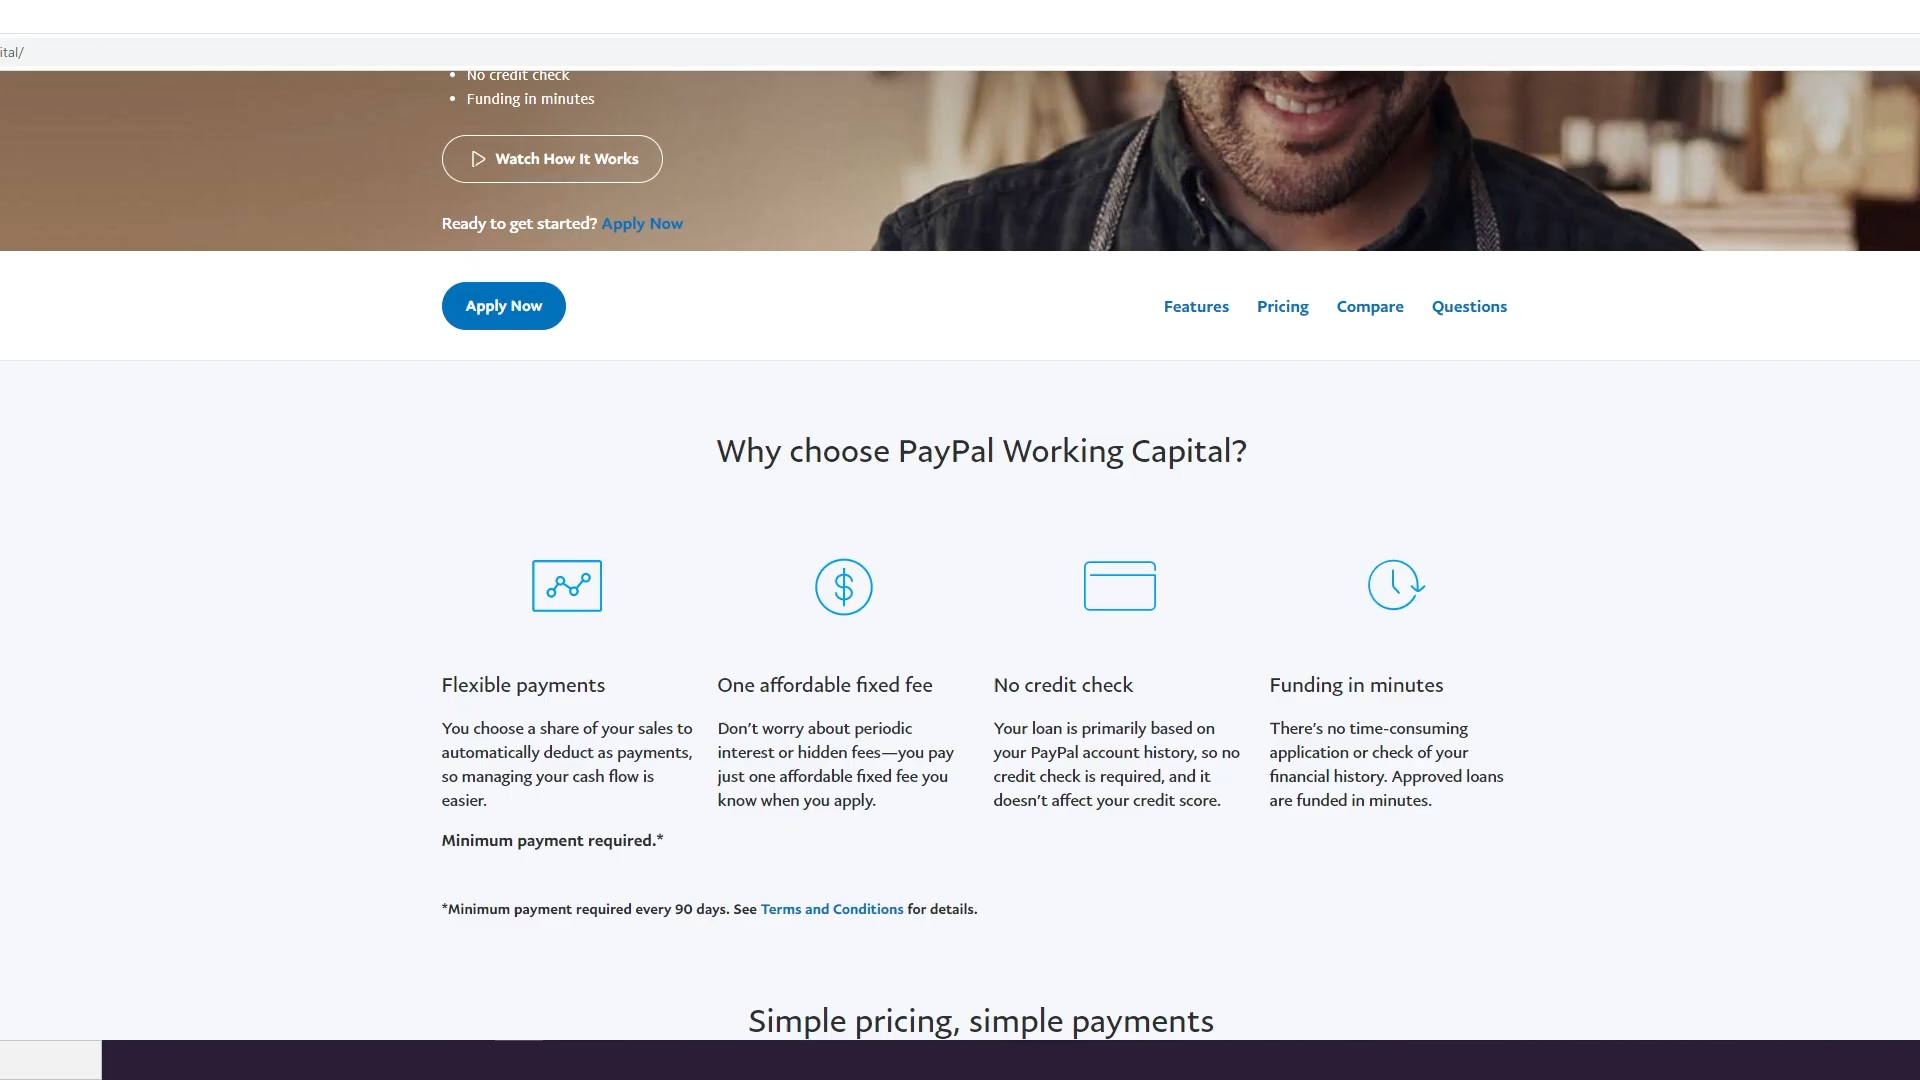 ital/
No credit check
Funding in minutes
Watch How It Works
Ready to get started? Apply Now
Apply Now
Features
Pricing
Compare
Questions
Why choose PayPal Working Capital?
Flexible payments
You choose a share of your sales to
automatically deduct as payments,
so managing your cash flow is
easier.
Minimum payment required.*
One affordable fixed fee
Don't worry about periodic
interest or hidden fees—you pay
just one affordable fixed fee you
know when you apply.
No credit check
Your loan is primarily based on
your PayPal account history, so no
credit check is required, and it
doesn't affect your credit score.
Funding in minutes
There's no time-consuming
application or check of your
financial history. Approved loans
are funded in minutes.
*Minimum payment required every 90 days. See Terms and Conditions for details.
Simple pricing, simple payments